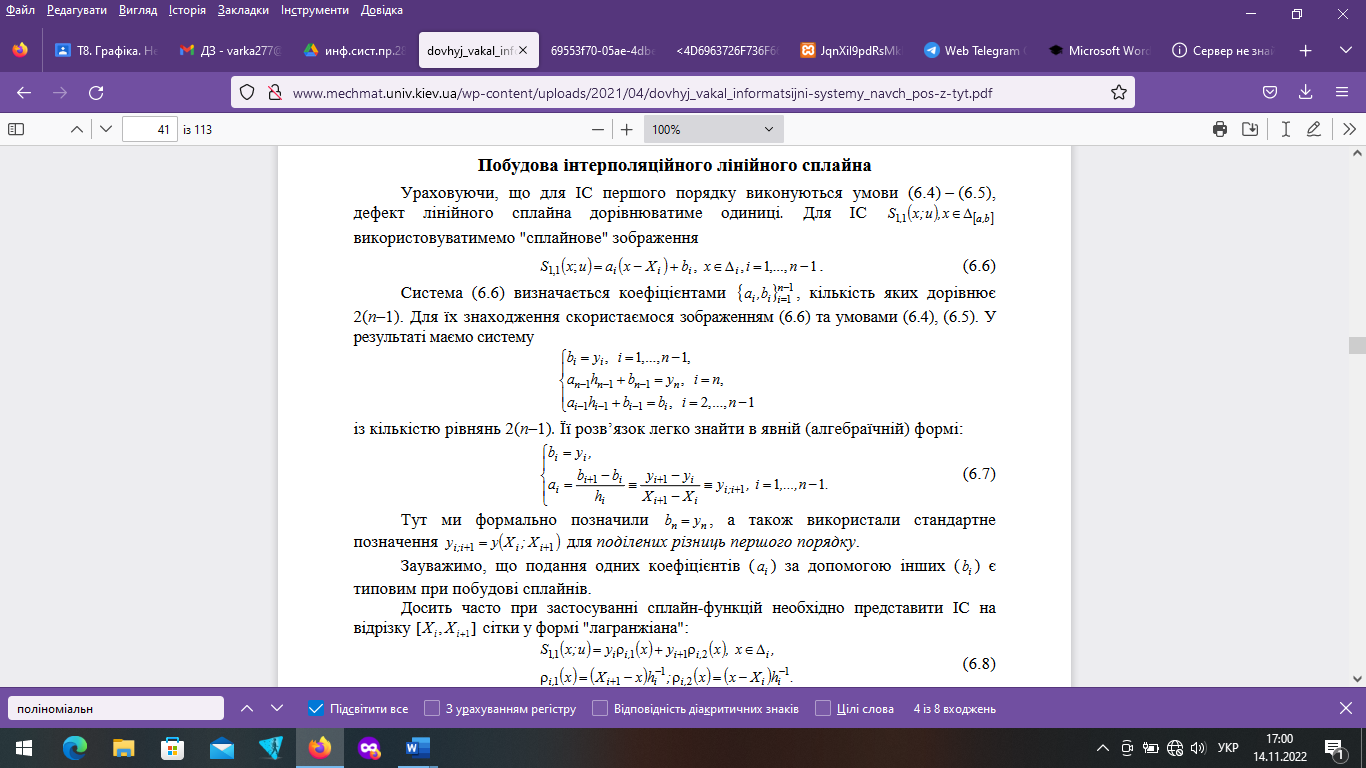 Файл Редагувати Вигляд Історія Закладки Інструменти Довідка
Т8. Графіка. Не
ДЗ - varka277@
инф.сист.пр.28
dovhyj_vakal_info
69553f70-05ae-4dbe
<4D6963726F736F6
JqnXiI9pdRsMk
Web Telegram
Microsoft Word
Сервер не знай
www.mechmat.univ.kiev.ua/wp-content/uploads/2021/04/dovhyj_vakal_informatsijni-systemy_navch_pos-z-tyt.pdf
41 із 113
100%
Побудова інтерполяційного лінійного сплайна
Ураховуючи, що для ІС першого порядку виконуються умови (6.4) – (6.5),
дефект лінійного сплайна дорівнюватиме одиниці. Для ІС S₁,₁(x;u), x ∈ Δ[a,b]
використовуватимемо "сплайнове" зображення
S₁,₁(x;u) = aᵢ(x − Xᵢ) + bᵢ, x ∈ Δᵢ, i = 1,..., n − 1. (6.6)
Система (6.6) визначається коефіцієнтами {aᵢ, bᵢ}ᵢ₌₁ⁿ⁻¹, кількість яких дорівнює
2(n–1). Для їх знаходження скористаємося зображенням (6.6) та умовами (6.4), (6.5). У
результаті маємо систему
bᵢ = yᵢ, i = 1,..., n − 1,
aₙ₋₁hₙ₋₁ + bₙ₋₁ = yₙ, i = n,
aᵢ₋₁hᵢ₋₁ + bᵢ₋₁ = bᵢ, i = 2,..., n − 1
із кількістю рівнянь 2(n–1). Її розв’язок легко знайти в явній (алгебраїчній) формі:
bᵢ = yᵢ,
aᵢ = (bᵢ₊₁ − bᵢ)/hᵢ ≡ (yᵢ₊₁ − yᵢ)/(Xᵢ₊₁ − Xᵢ) ≡ yᵢ;ᵢ₊₁, i = 1,..., n − 1. (6.7)
Тут ми формально позначили bₙ = yₙ, а також використали стандартне
позначення yᵢ;ᵢ₊₁ = y(Xᵢ; Xᵢ₊₁) для поділених різниць першого порядку.
Зауважимо, що подання одних коефіцієнтів (aᵢ) за допомогою інших (bᵢ) є
типовим при побудові сплайнів.
Досить часто при застосуванні сплайн-функцій необхідно представити ІС на
відрізку [Xᵢ, Xᵢ₊₁] сітки у формі "лагранжіана":
S₁,₁(x;u) = yᵢρᵢ,₁(x) + yᵢ₊₁ρᵢ,₂(x), x ∈ Δᵢ,
ρᵢ,₁(x) = (Xᵢ₊₁ − x)hᵢ⁻¹; ρᵢ,₂(x) = (x − Xᵢ)hᵢ⁻¹. (6.8)
поліноміальн
Підсвітити все
З урахуванням регістру
Відповідність діакритичних знаків
Цілі слова
4 із 8 входжень
УКР
17:00
14.11.2022
1